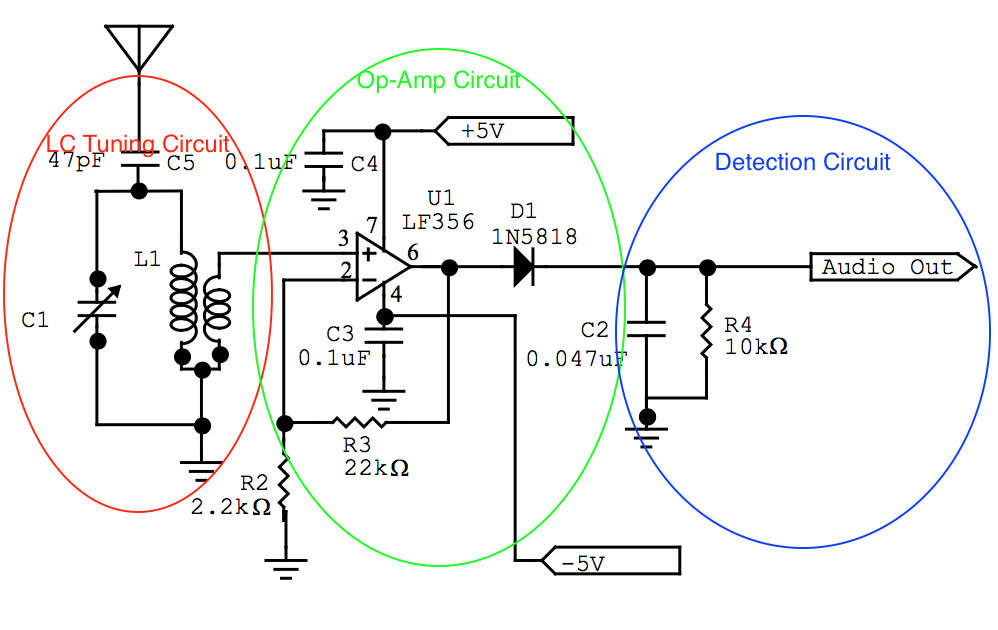 Op-Amp Circuit
LC Tuning Circuit
47pF
C5
0.1uF
C4
+5V
Detection Circuit
U1
LF356
D1
1N5818
7
3
+
6
2
−
4
L1
C1
C3
0.1uF
Audio Out
C2
0.047uF
R4
10kΩ
R3
22kΩ
R2
2.2kΩ
−5V